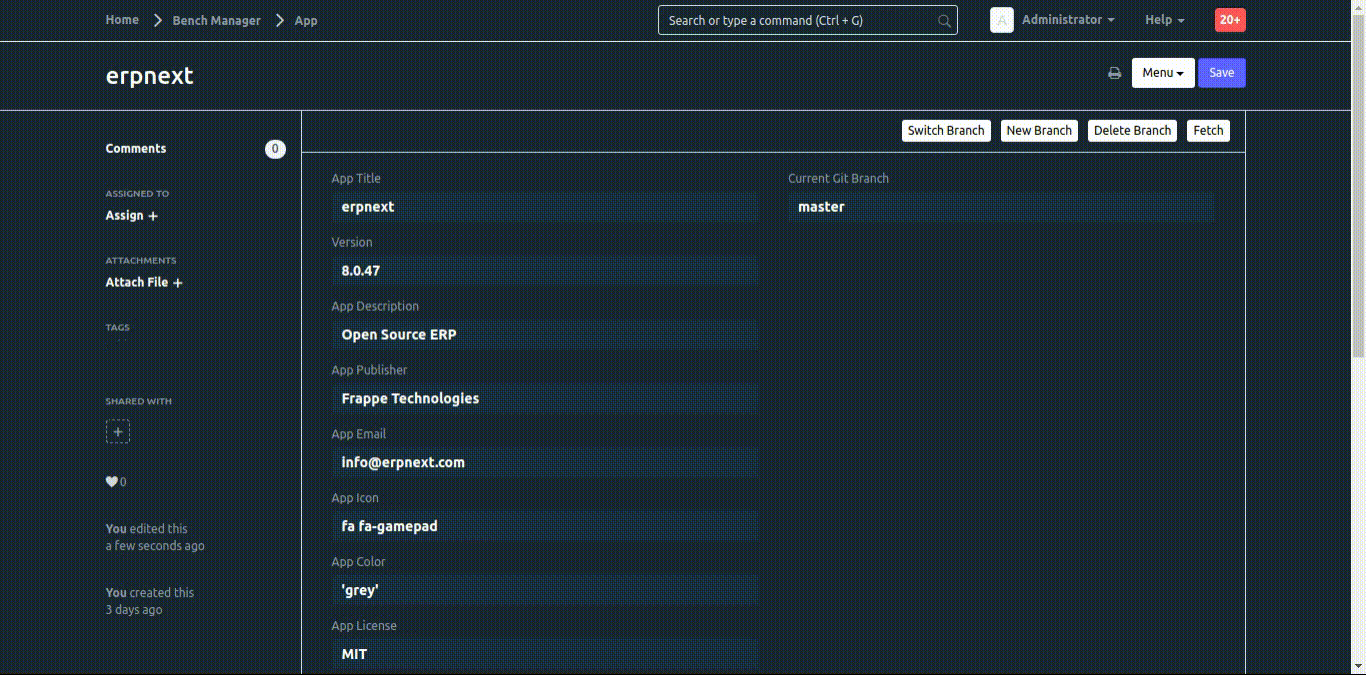 Home Bench Manager App Search or type a command (Ctrl + G) A Administrator Help 20+
erpnext Menu Save
Comments 0
ASSIGNED TO
Assign +
ATTACHMENTS
Attach File +
TAGS
SHARED WITH
+
0
You edited this
a few seconds ago
You created this
3 days ago
Switch Branch New Branch Delete Branch Fetch
App Title
erpnext
Version
8.0.47
App Description
Open Source ERP
App Publisher
Frappe Technologies
App Email
info@erpnext.com
App Icon
fa fa-gamepad
App Color
'grey'
App License
MIT
Current Git Branch
master